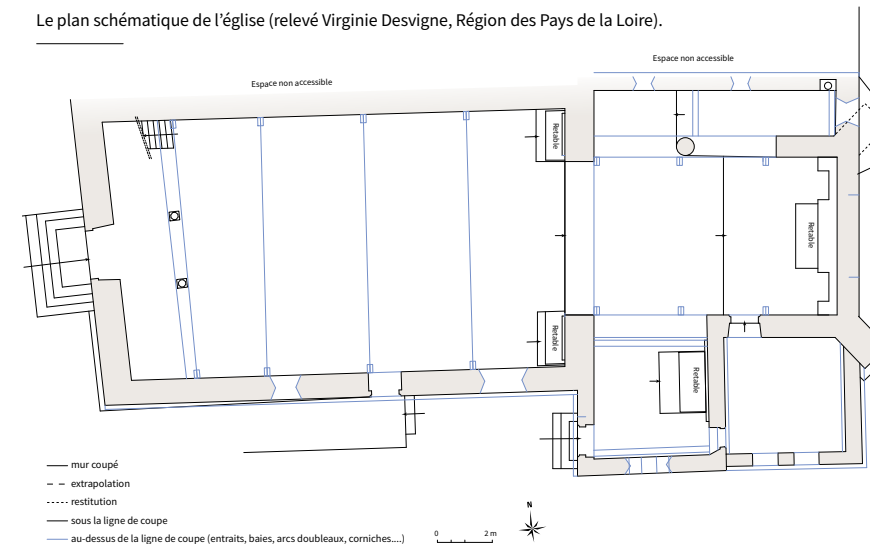 Le plan schématique de l’église (relevé Virginie Desvigne, Région des Pays de la Loire).
Espace non accessible
Espace non accessible
Retable
Retable
Retable
Retable
mur coupé
extrapolation
restitution
sous la ligne de coupe
au-dessus de la ligne de coupe (entraits, baies, arcs doubleaux, corniches....)
0 2 m
N